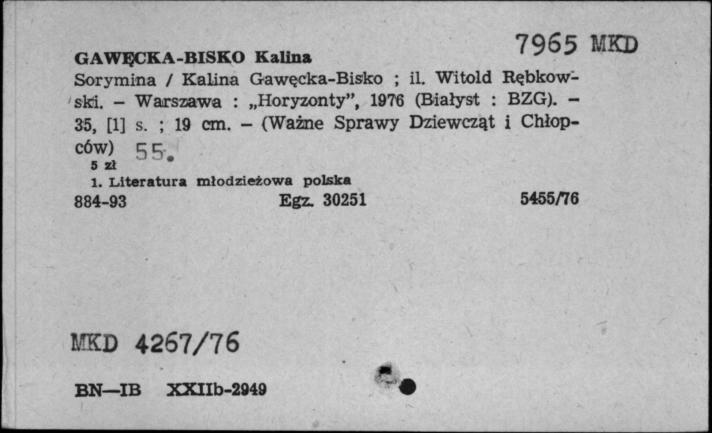 7965 MKD
GAWĘCKA-BISKO Kalina
Sorymina / Kalina Gawęcka-Bisko ; il. Witold Rębkow-
ski. – Warszawa : „Horyzonty”, 1976 (Białyst : BZG). –
35, [1] s. ; 19 cm. – (Ważne Sprawy Dziewcząt i Chłop-
ców) 55.
5 zł
1. Literatura młodzieżowa polska
884-93 Egz. 30251 5455/76
MKD 4267/76
BN—IB XXIIb-2949